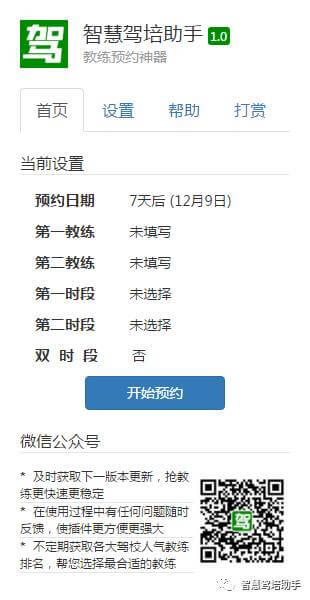 驾
智慧驾培助手 1.0
教练预约神器
首页 设置 帮助 打赏
当前设置
预约日期 7天后 (12月9日)
第一教练 未填写
第二教练 未填写
第一时段 未选择
第二时段 未选择
双 时 段 否
开始预约
微信公众号
* 及时获取下一版本更新，抢教
练更快速更稳定
* 在使用过程中有任何问题随时
反馈，使插件更方便更强大
* 不定期获取各大驾校人气教练
排名，帮您选择最合适的教练
驾
智慧驾培助手